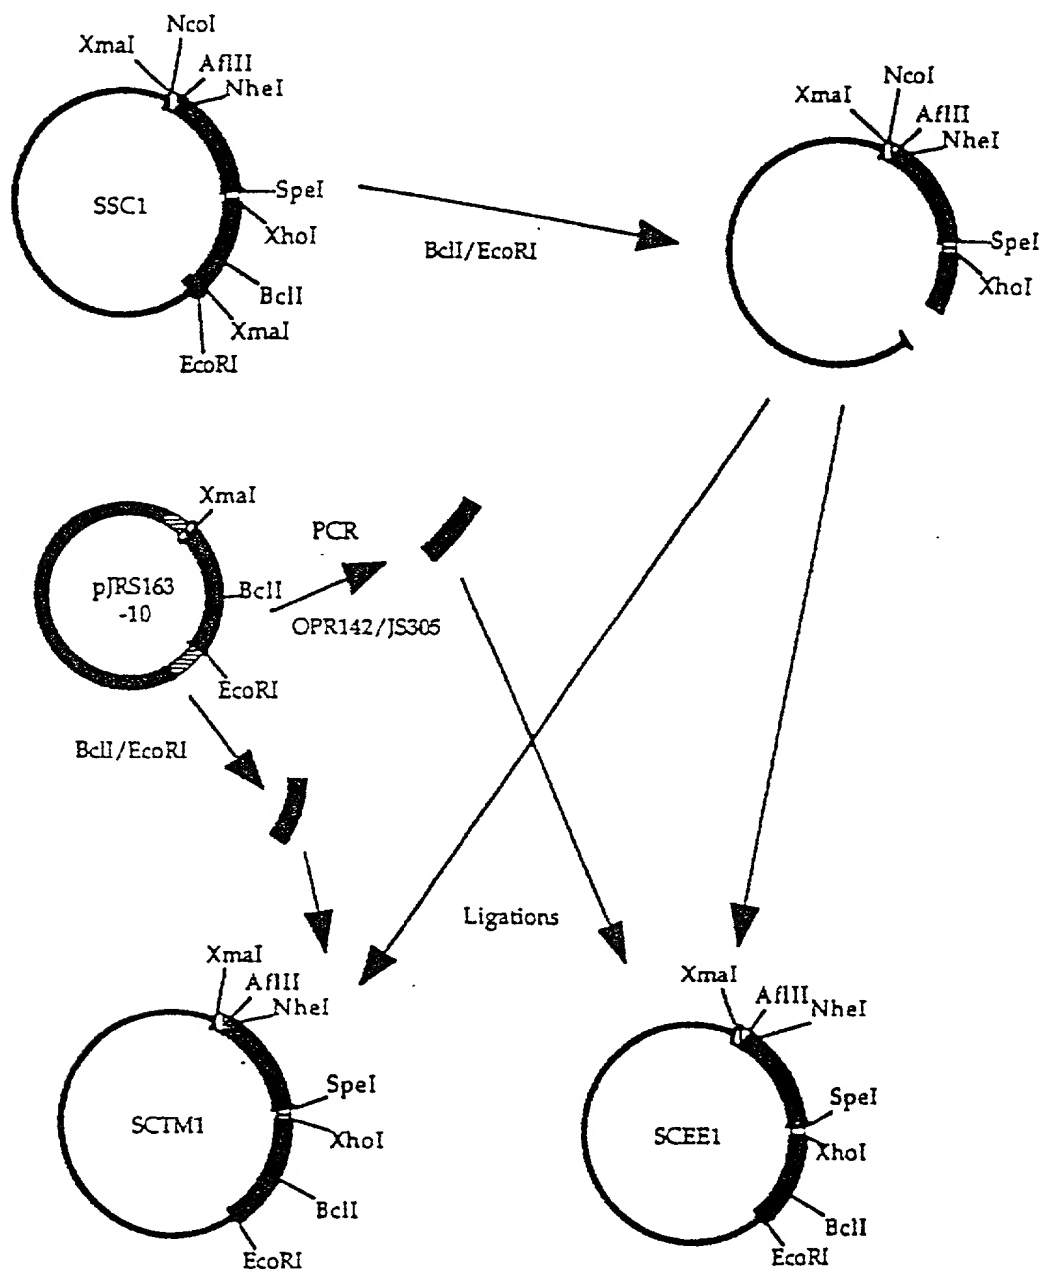 NcoI
XmaI
AflII
NheI
SSC1
SpeI
XhoI
BclI
XmaI
EcoRI
BclI/EcoRI
NcoI
XmaI
AflII
NheI
SpeI
XhoI
XmaI
pJRS163
-10
BclI
EcoRI
PCR
OPR142/JS305
BclI/EcoRI
Ligations
XmaI
AflII
NheI
SCTM1
SpeI
XhoI
BclI
EcoRI
XmaI
AflII
NheI
SCEE1
SpeI
XhoI
BclI
EcoRI